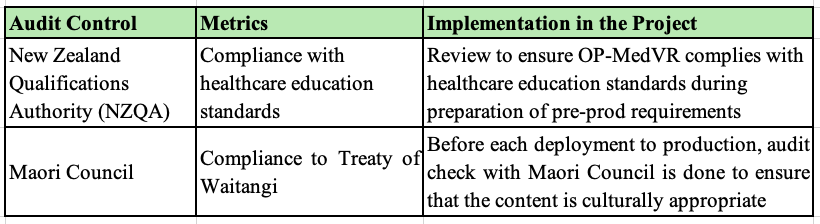 Audit Control
Metrics
Implementation in the Project
New Zealand
Qualifications
Authority (NZQA)
Compliance with
healthcare education
standards
Review to ensure OP-MedVR complies with
healthcare education standards during
preparation of pre-prod requirements
Maori Council
Compliance to Treaty of
Waitangi
Before each deployment to production, audit
check with Maori Council is done to ensure
that the content is culturally appropriate